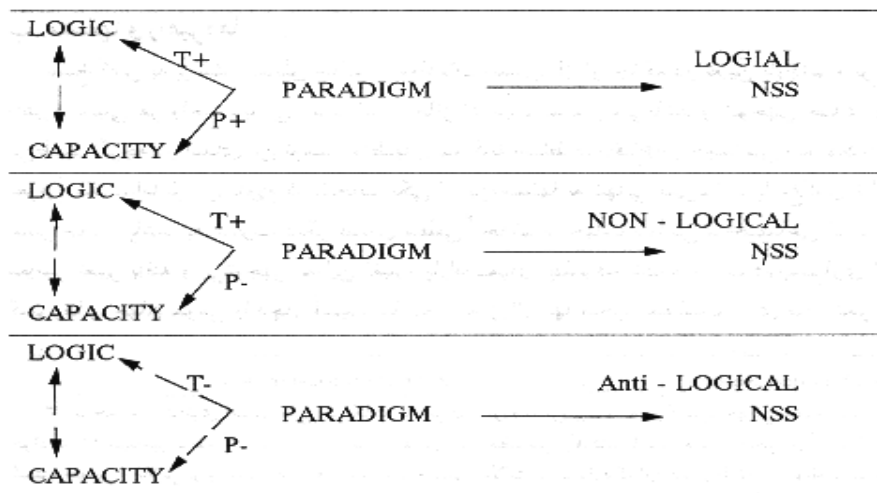 LOGIC
T+
LOGIAL
PARADIGM
NSS
P+
CAPACITY
LOGIC
T+
NON - LOGICAL
PARADIGM
NSS
P-
CAPACITY
LOGIC
T-
Anti - LOGICAL
PARADIGM
NSS
P-
CAPACITY